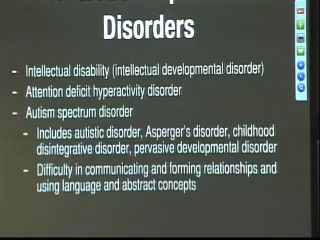 Disorders
- Intellectual disability (intellectual developmental disorder)
- Attention deficit hyperactivity disorder
- Autism spectrum disorder
- Includes autistic disorder, Asperger's disorder, childhood
disintegrative disorder, pervasive developmental disorder
- Difficulty in communicating and forming relationships and
using language and abstract concepts